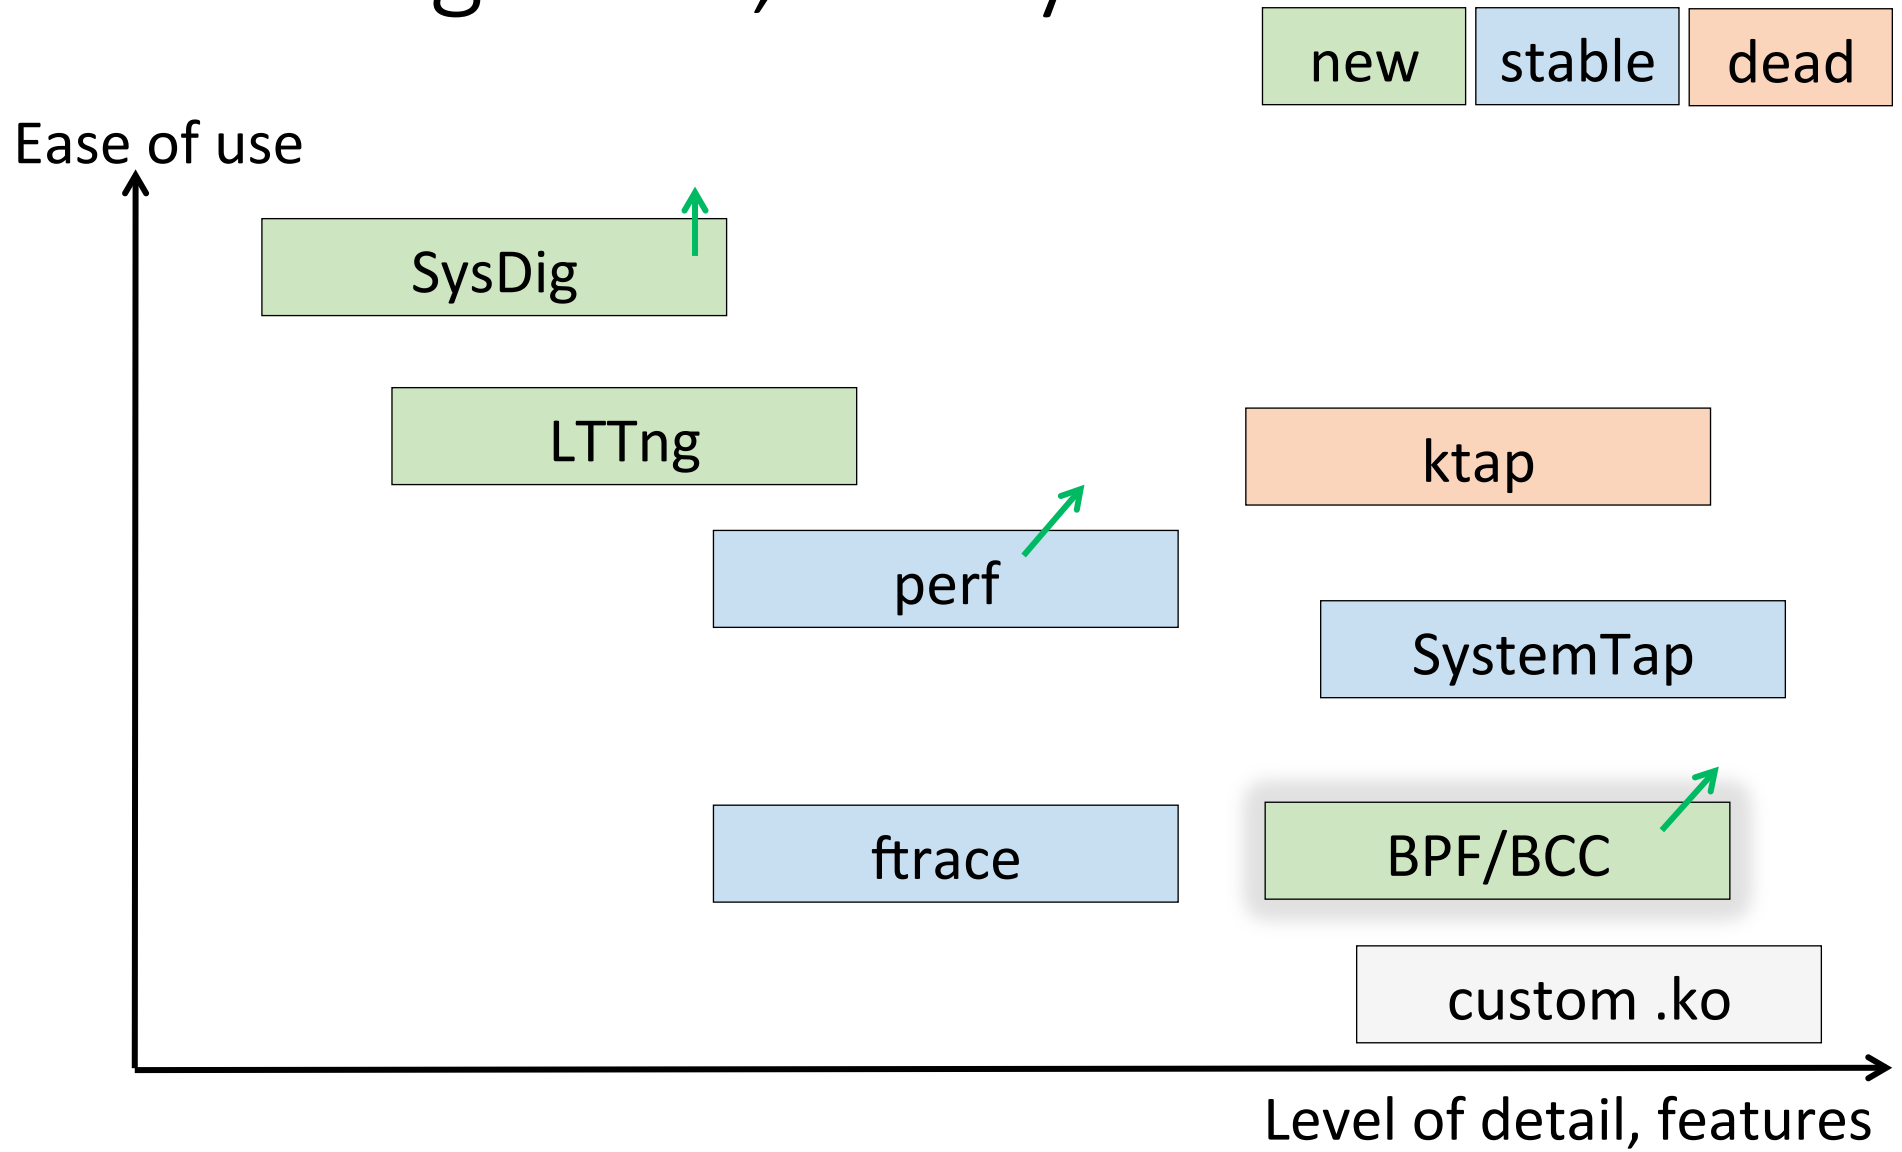 new stable dead
Ease of use
SysDig
LTTng
ktap
perf
SystemTap
ftrace
BPF/BCC
custom .ko
Level of detail, features